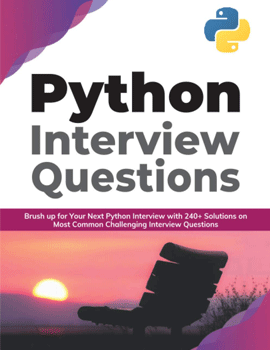 Python
Interview
Questions
Brush up for Your Next Python Interview with 240+ Solutions on
Most Common Challenging Interview Questions